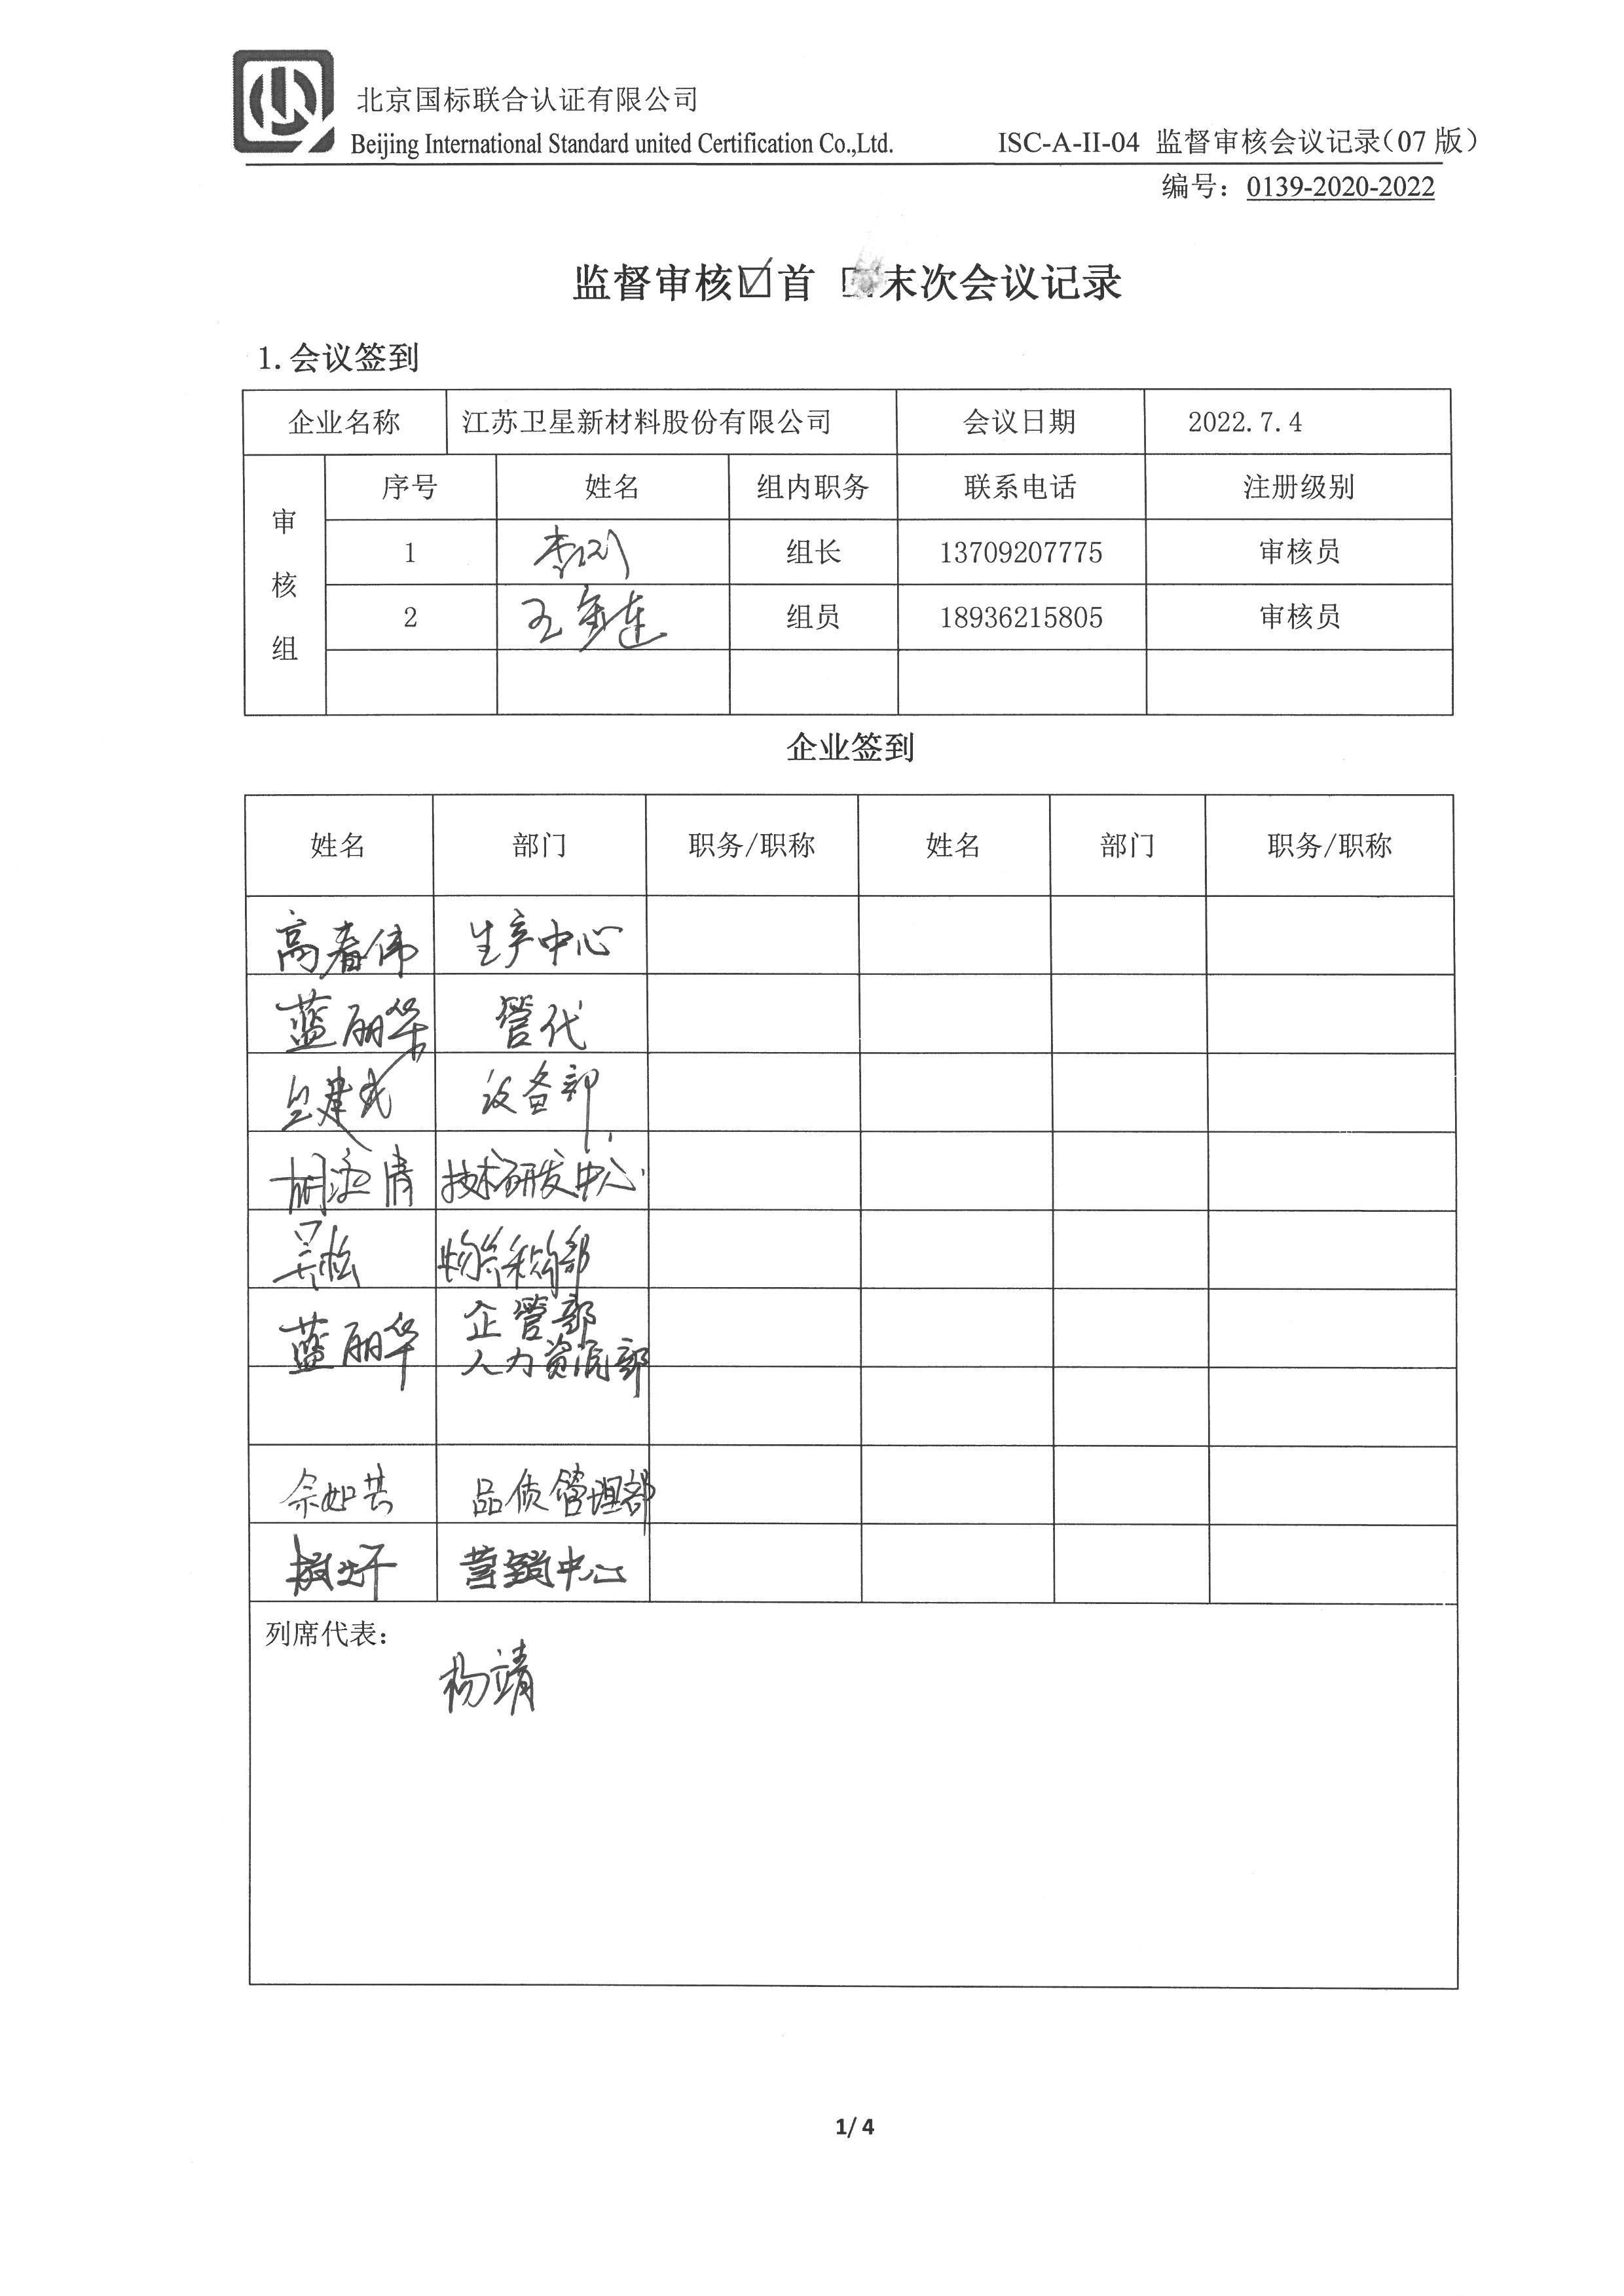 北京国标联合认证有限公司
Beijing International Standard united Certification Co.,Ltd. ISC-A-II-04 监督审核会议记录(07 版)
编号：0139-2020-2022
监督审核☑首 □末次会议记录
1.会议签到
企业名称 江苏卫星新材料股份有限公司 会议日期 2022.7.4
审核组 序号 姓名 组内职务 联系电话 注册级别
1 组长 13709207775 审核员
2 组员 18936215805 审核员
企业签到
姓名 部门 职务/职称 姓名 部门 职务/职称
高春伟 生产中心
蓝丽华 管代
设备部
技术研发中心
吴松 物资采购部
蓝丽华 企管部
人力资源部
品质管理部
营销中心
列席代表：
杨靖
1/ 4